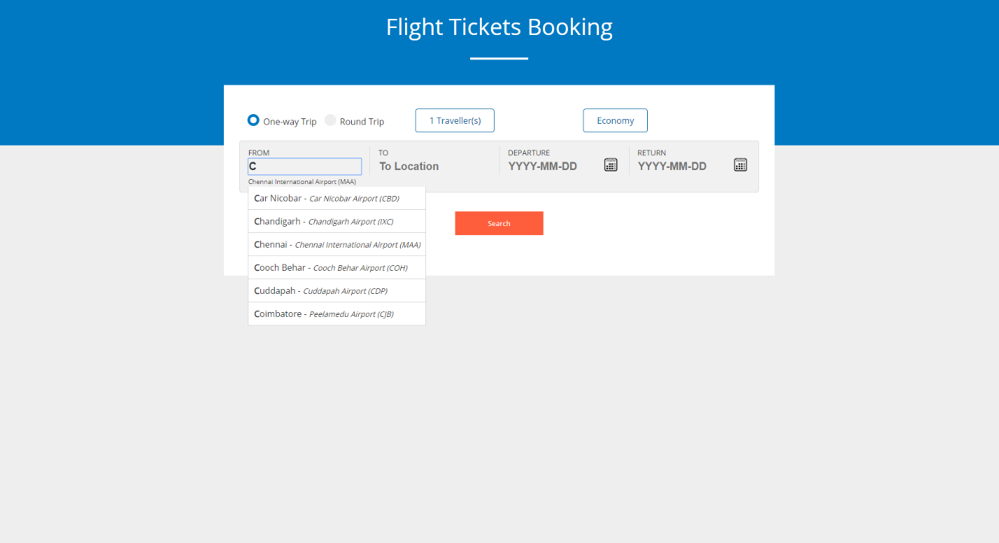 Flight Tickets Booking
One-way Trip Round Trip 1 Traveller(s) Economy
FROM TO DEPARTURE RETURN
C To Location YYYY-MM-DD YYYY-MM-DD
Chennai International Airport (MAA)
Car Nicobar - Car Nicobar Airport (CBD)
Chandigarh - Chandigarh Airport (IXC)
Search
Chennai - Chennai International Airport (MAA)
Cooch Behar - Cooch Behar Airport (COH)
Cuddapah - Cuddapah Airport (CDP)
Coimbatore - Peelamedu Airport (CJB)